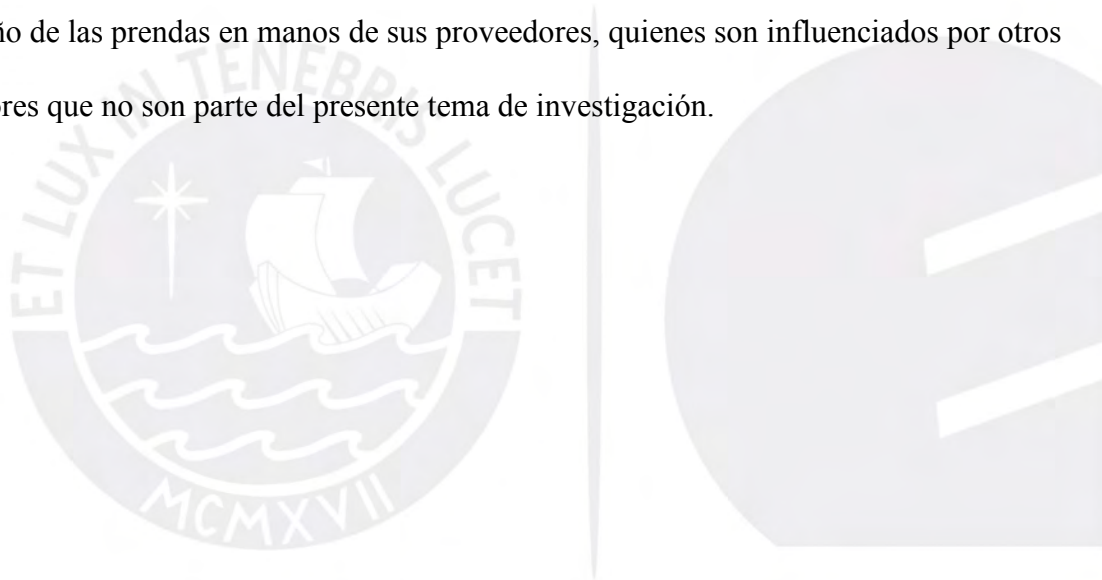 ño de las prendas en manos de sus proveedores, quienes son influenciados por otros
res que no son parte del presente tema de investigación.
ET LUX IN TENEBRIS LUCET
MCMXVII